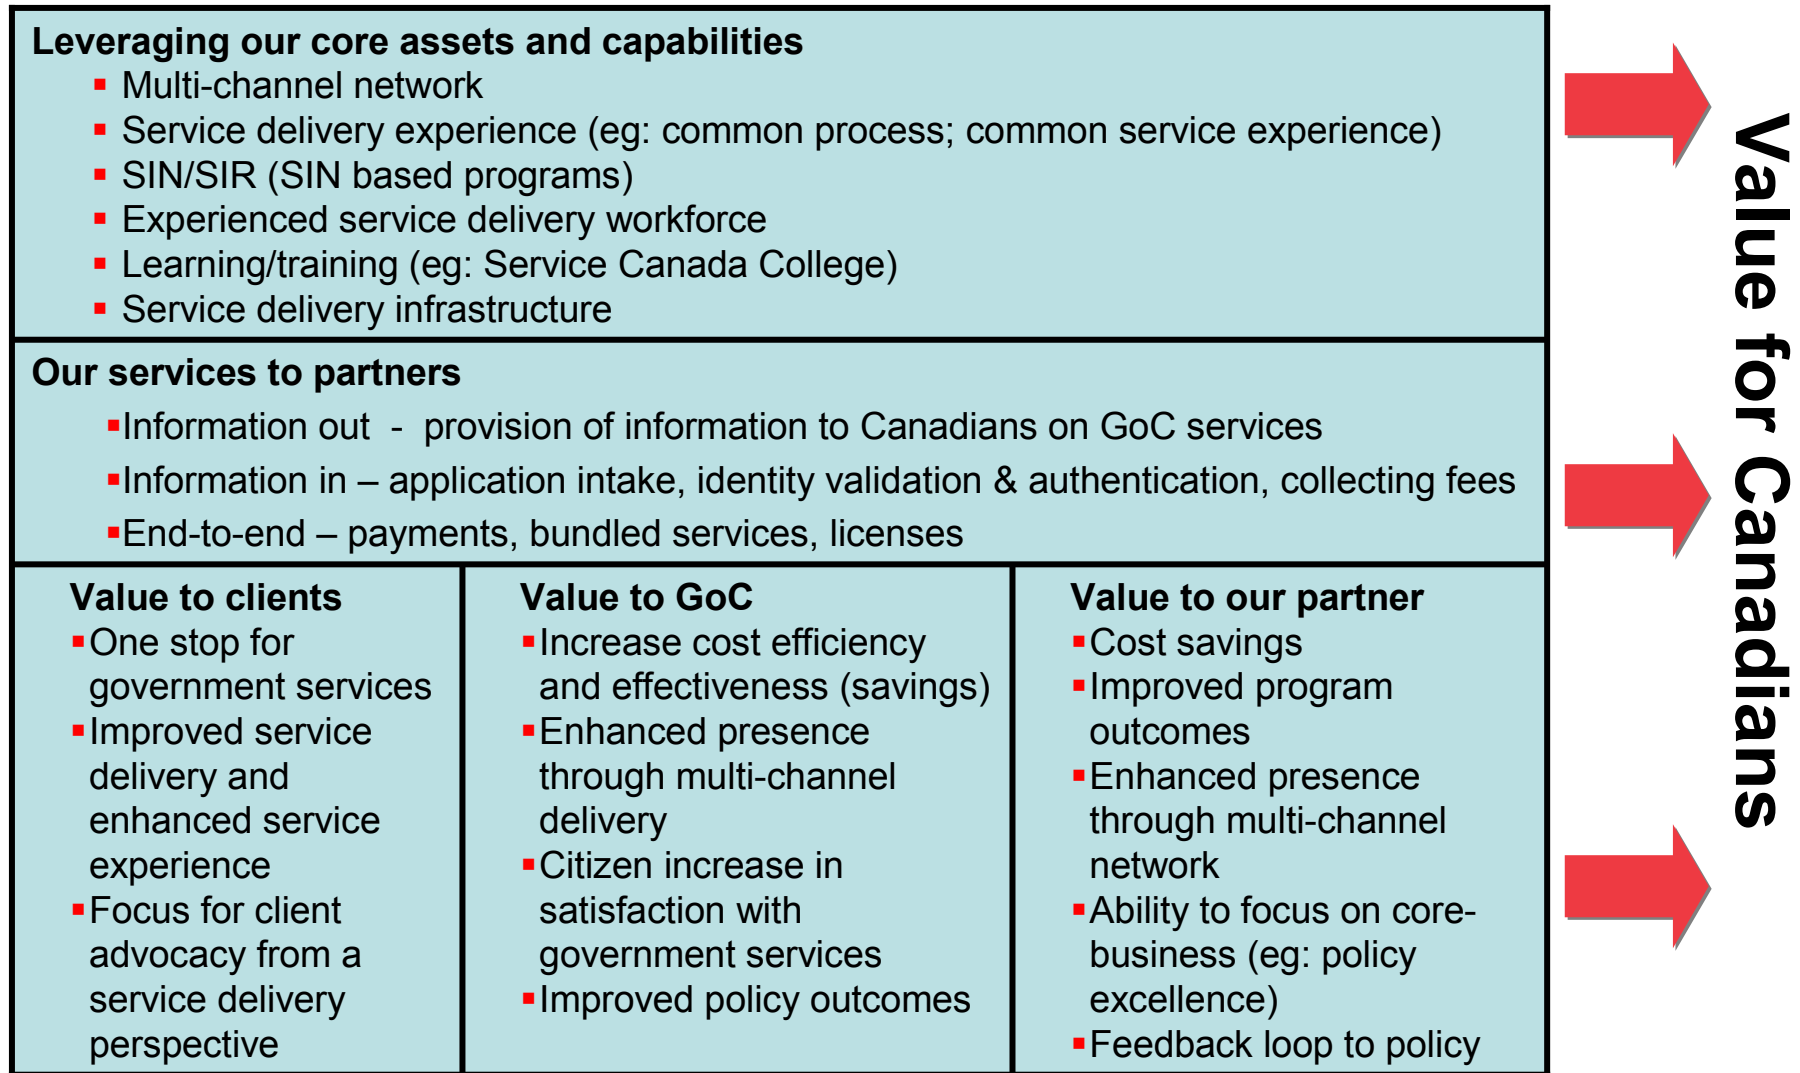 Leveraging our core assets and capabilities
▪ Multi-channel network
▪ Service delivery experience (eg: common process; common service experience)
▪ SIN/SIR (SIN based programs)
▪ Experienced service delivery workforce
▪ Learning/training (eg: Service Canada College)
▪ Service delivery infrastructure
Our services to partners
▪Information out - provision of information to Canadians on GoC services
▪Information in – application intake, identity validation & authentication, collecting fees
▪End-to-end – payments, bundled services, licenses
Value to clients
▪One stop for
government services
▪Improved service
delivery and
enhanced service
experience
▪Focus for client
advocacy from a
service delivery
perspective
Value to GoC
▪Increase cost efficiency
and effectiveness (savings)
▪Enhanced presence
through multi-channel
delivery
▪Citizen increase in
satisfaction with
government services
▪Improved policy outcomes
Value to our partner
▪Cost savings
▪Improved program
outcomes
▪Enhanced presence
through multi-channel
network
▪Ability to focus on core-
business (eg: policy
excellence)
▪Feedback loop to policy
Value for Canadians